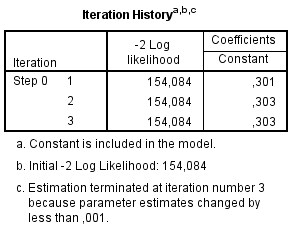 Iteration Historya,b,c
Iteration -2 Log likelihood Coefficients
Constant
Step 0 1 154,084 ,301
2 154,084 ,303
3 154,084 ,303
a. Constant is included in the model.
b. Initial -2 Log Likelihood: 154,084
c. Estimation terminated at iteration number 3
because parameter estimates changed by
less than ,001.